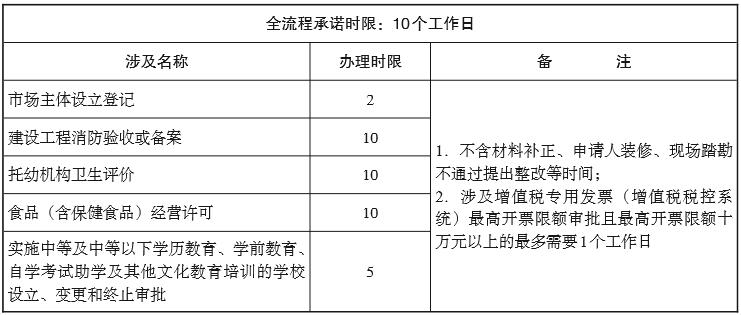 全流程承诺时限：10个工作日
涉及名称
办理时限
备 注
市场主体设立登记
2
建设工程消防验收或备案
10
托幼机构卫生评价
10
食品（含保健食品）经营许可
10
实施中等及中等以下学历教育、学前教育、
自学考试助学及其他文化教育培训的学校
设立、变更和终止审批
5
1．不含材料补正、申请人装修、现场踏勘
不通过提出整改等时间；
2．涉及增值税专用发票（增值税税控系
统）最高开票限额审批且最高开票限额十
万元以上的最多需要1个工作日